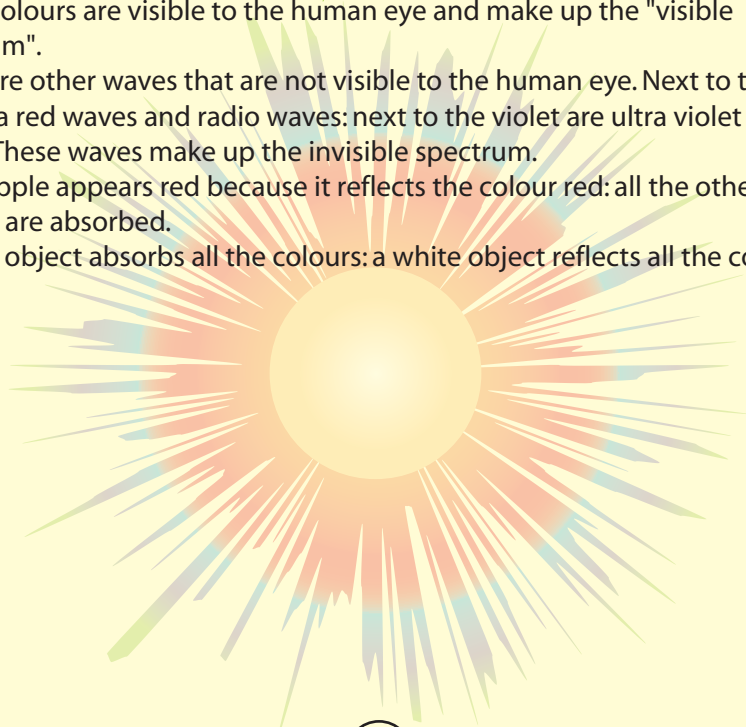 olours are visible to the human eye and make up the "visible
m".
re other waves that are not visible to the human eye. Next to t
a red waves and radio waves: next to the violet are ultra violet
These waves make up the invisible spectrum.
pple appears red because it reflects the colour red: all the othe
are absorbed.
object absorbs all the colours: a white object reflects all the co